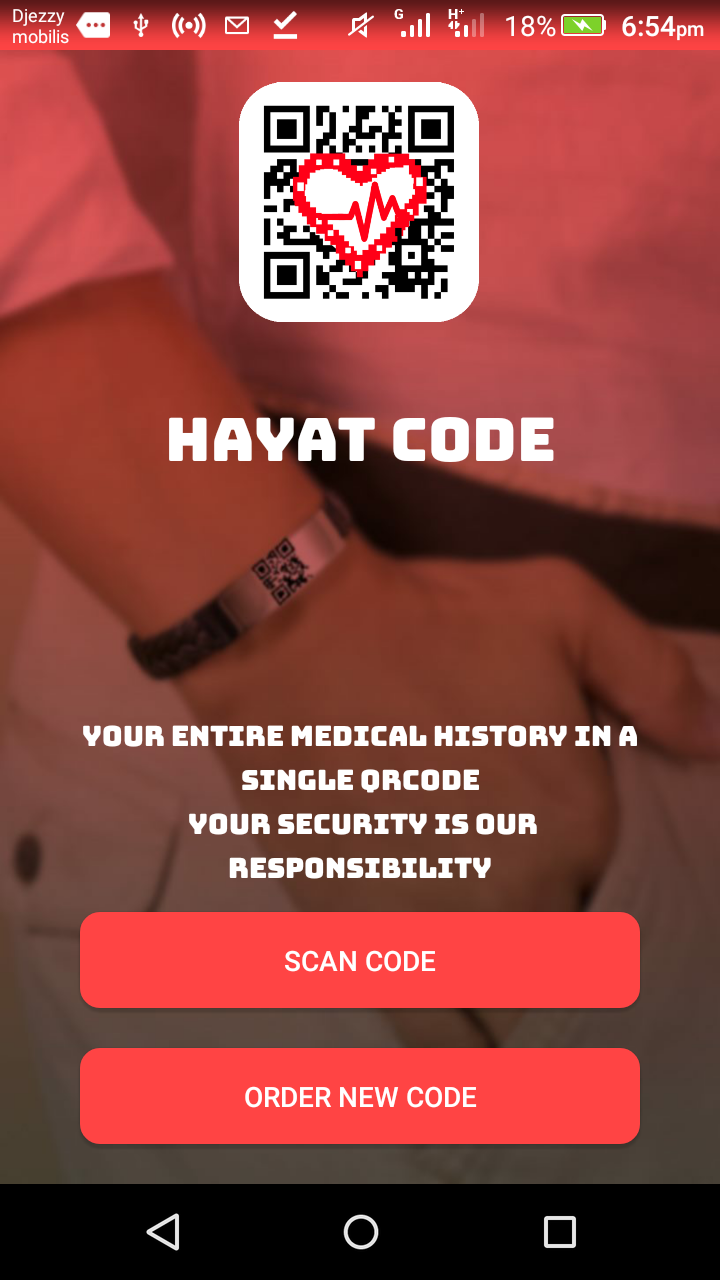 Djezzy
mobilis
G
H+
18%
6:54pm
HAYAT CODE
YOUR ENTIRE MEDICAL HISTORY IN A
SINGLE QRCODE
YOUR SECURITY IS OUR
RESPONSIBILITY
SCAN CODE
ORDER NEW CODE